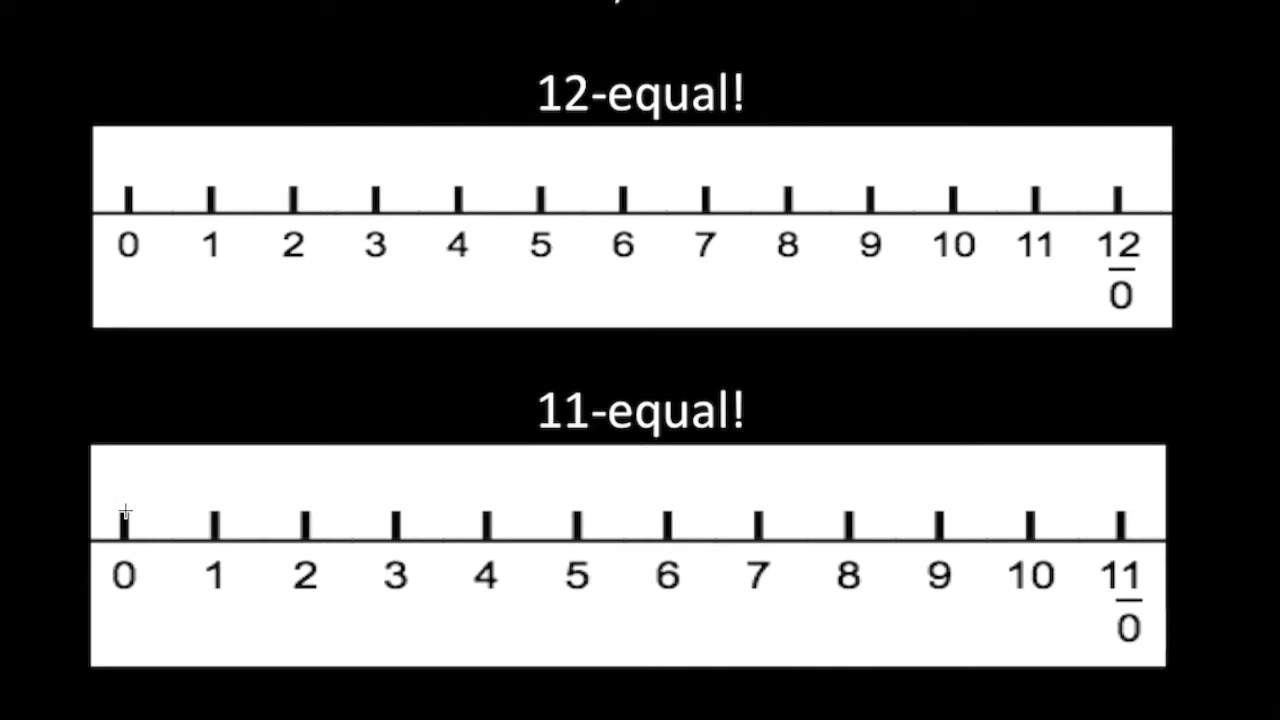 12-equal!
0 1 2 3 4 5 6 7 8 9 10 11 12
0
11-equal!
0 1 2 3 4 5 6 7 8 9 10 11
0